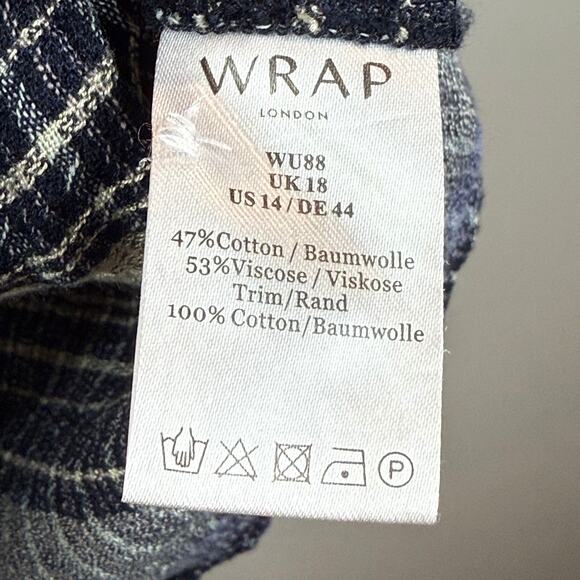 WRAP
LONDON
WU88
UK 18
US 14 / DE 44
47%Cotton / Baumwolle
53%Viscose / Viskose
Trim/Rand
100% Cotton/Baumwolle
P